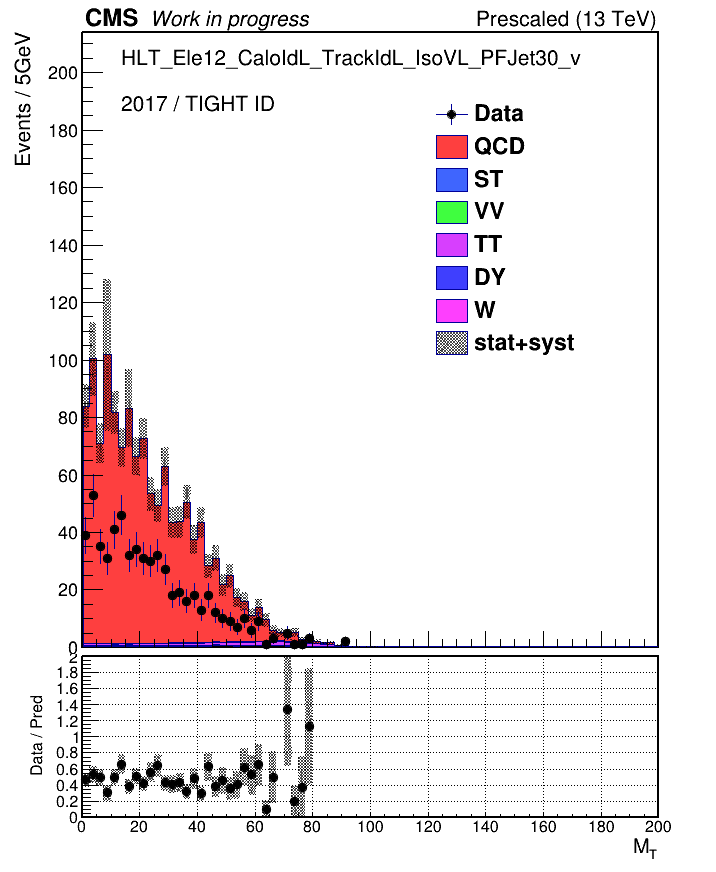 CMS Work in progress Prescaled (13 TeV)
Events / 5GeV
HLT_Ele12_CaloIdL_TrackIdL_IsoVL_PFJet30_v
2017 / TIGHT ID
Data
QCD
ST
VV
TT
DY
W
stat+syst
200
180
160
140
120
100
80
60
40
20
0
Data / Pred
2
1.8
1.6
1.4
1.2
1
0.8
0.6
0.4
0.2
0
0 20 40 60 80 100 120 140 160 180 200
M_T